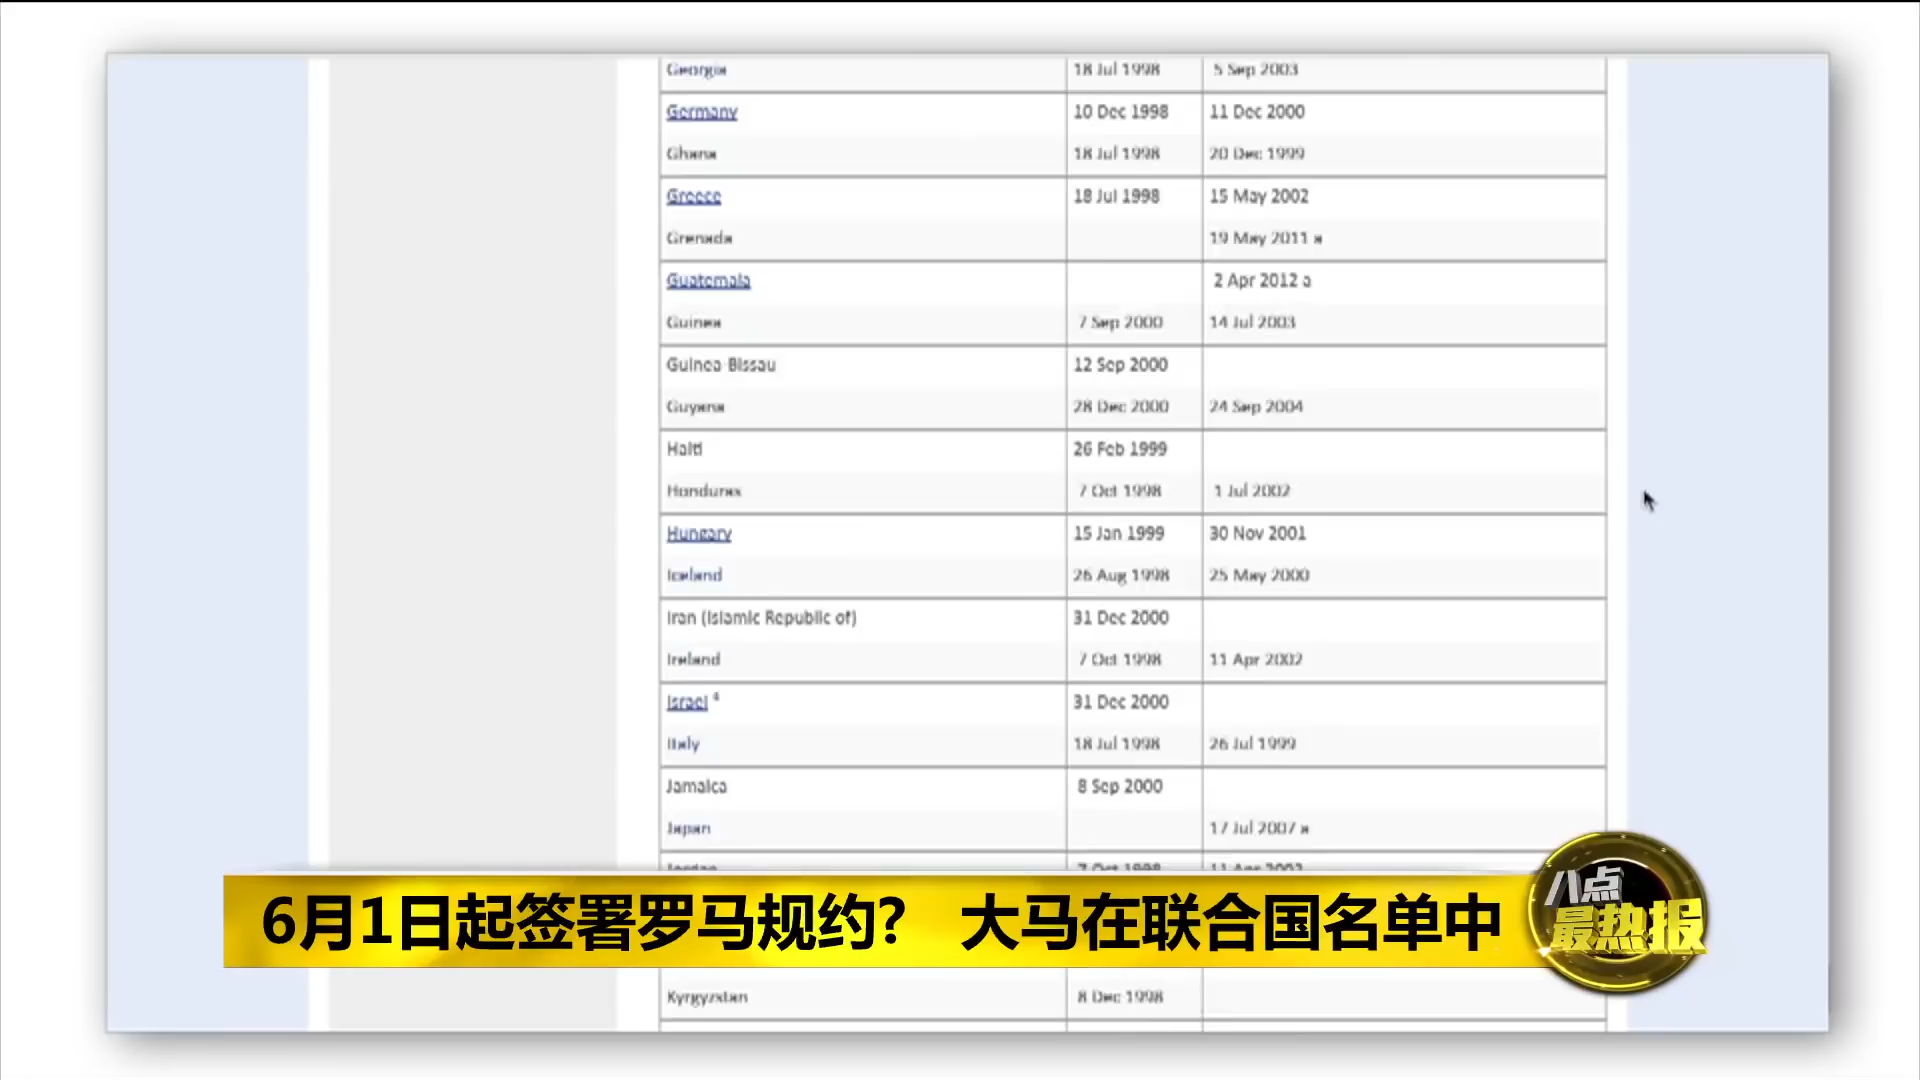 Georgia 18 Jul 1998 5 Sep 2003
Germany 10 Dec 1998 11 Dec 2000
Ghana 18 Jul 1998 20 Dec 1999
Greece 18 Jul 1998 15 May 2002
Grenada 19 May 2011 a
Guatemala 2 Apr 2012 a
Guinea 7 Sep 2000 14 Jul 2003
Guinea-Bissau 12 Sep 2000
Guyana 28 Dec 2000 24 Sep 2004
Haiti 26 Feb 1999
Honduras 7 Oct 1998 1 Jul 2002
Hungary 15 Jan 1999 30 Nov 2001
Iceland 26 Aug 1998 25 May 2000
Iran (Islamic Republic of) 31 Dec 2000
Ireland 7 Oct 1998 11 Apr 2002
Israel 4 31 Dec 2000
Italy 18 Jul 1998 26 Jul 1999
Jamaica 8 Sep 2000
Japan 17 Jul 2007 a
Jordan 7 Oct 1998 11 Apr 2002
6月1日起签署罗马规约? 大马在联合国名单中
八点
最热报
Kyrgyzstan 8 Dec 1998